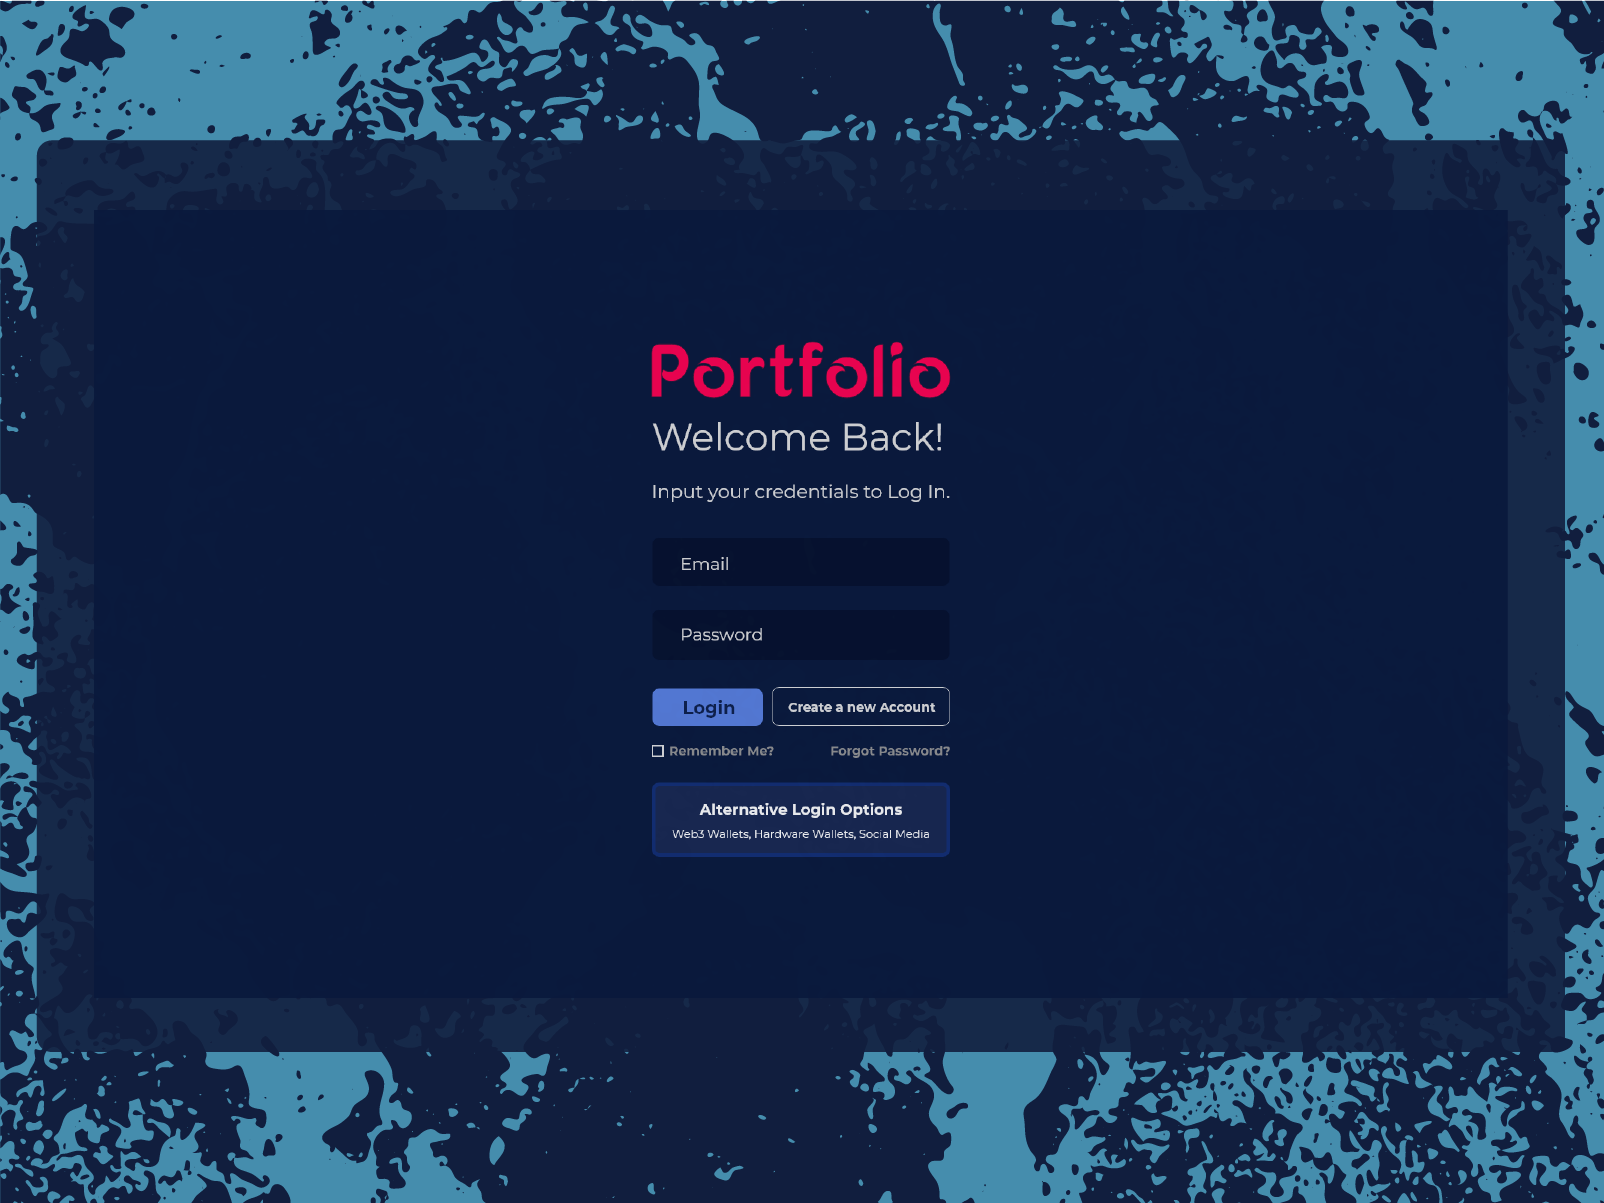 Portfolio
Welcome Back!
Input your credentials to Log In.
Email
Password
Login
Create a new Account
Remember Me?
Forgot Password?
Alternative Login Options
Web3 Wallets, Hardware Wallets, Social Media